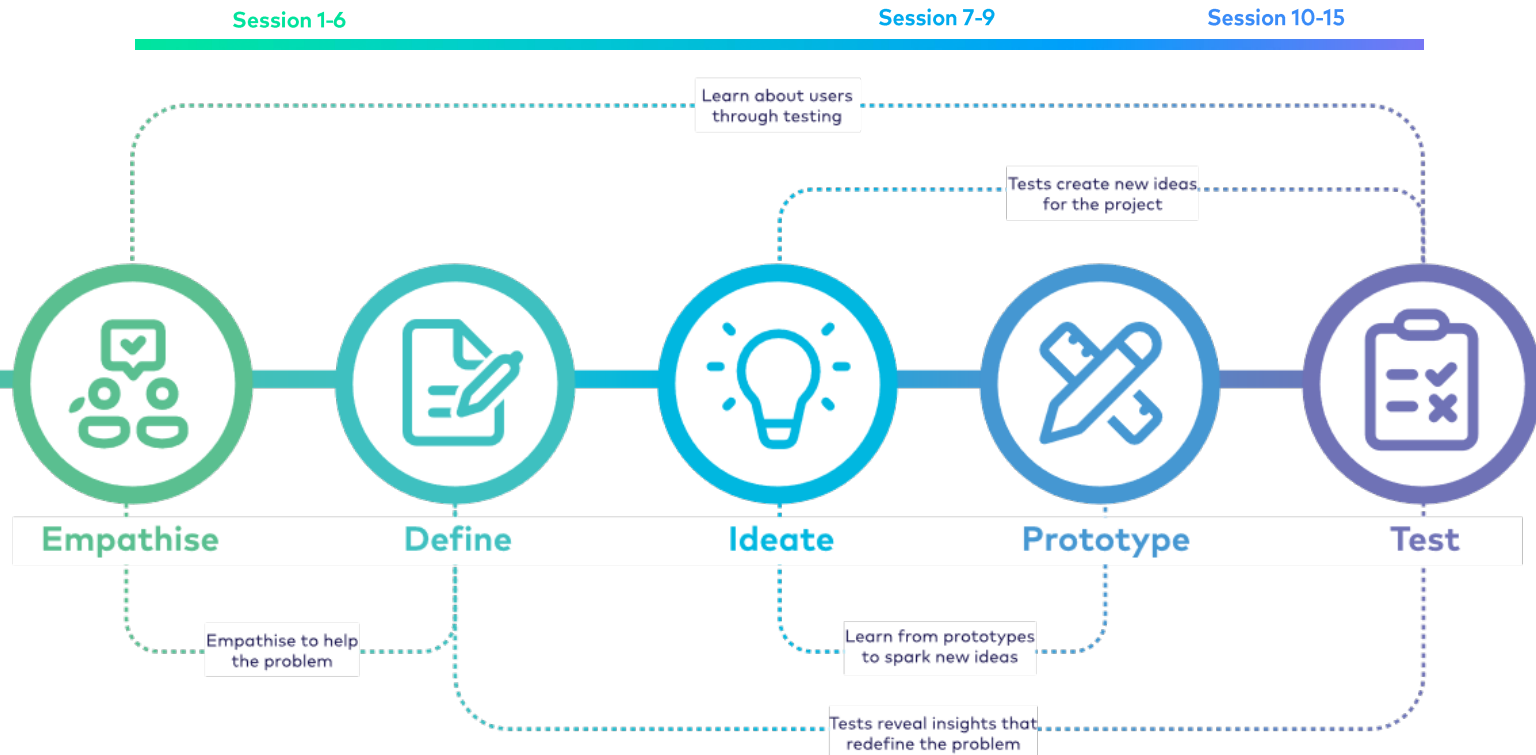 Session 1-6
Session 7-9
Session 10-15
Learn about users
through testing
Tests create new ideas
for the project
Empathise
Define
Ideate
Prototype
Test
Empathise to help
the problem
Learn from prototypes
to spark new ideas
Tests reveal insights that
redefine the problem